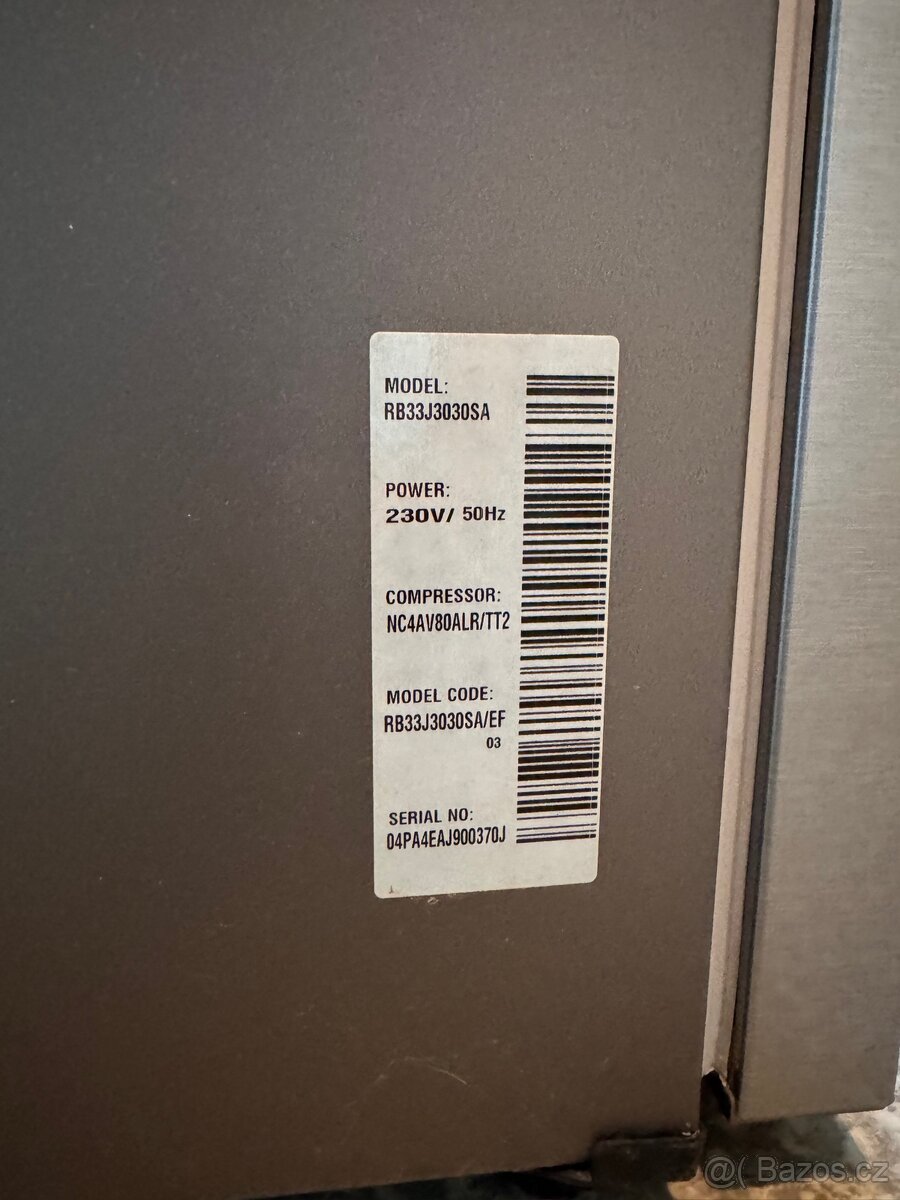 MODEL:
RB33J3030SA
POWER:
230V/ 50Hz
COMPRESSOR:
NC4AV80ALR/TT2
MODEL CODE:
RB33J3030SA/EF
03
SERIAL NO:
04PA4EAJ900370J
@( Bazos.cz